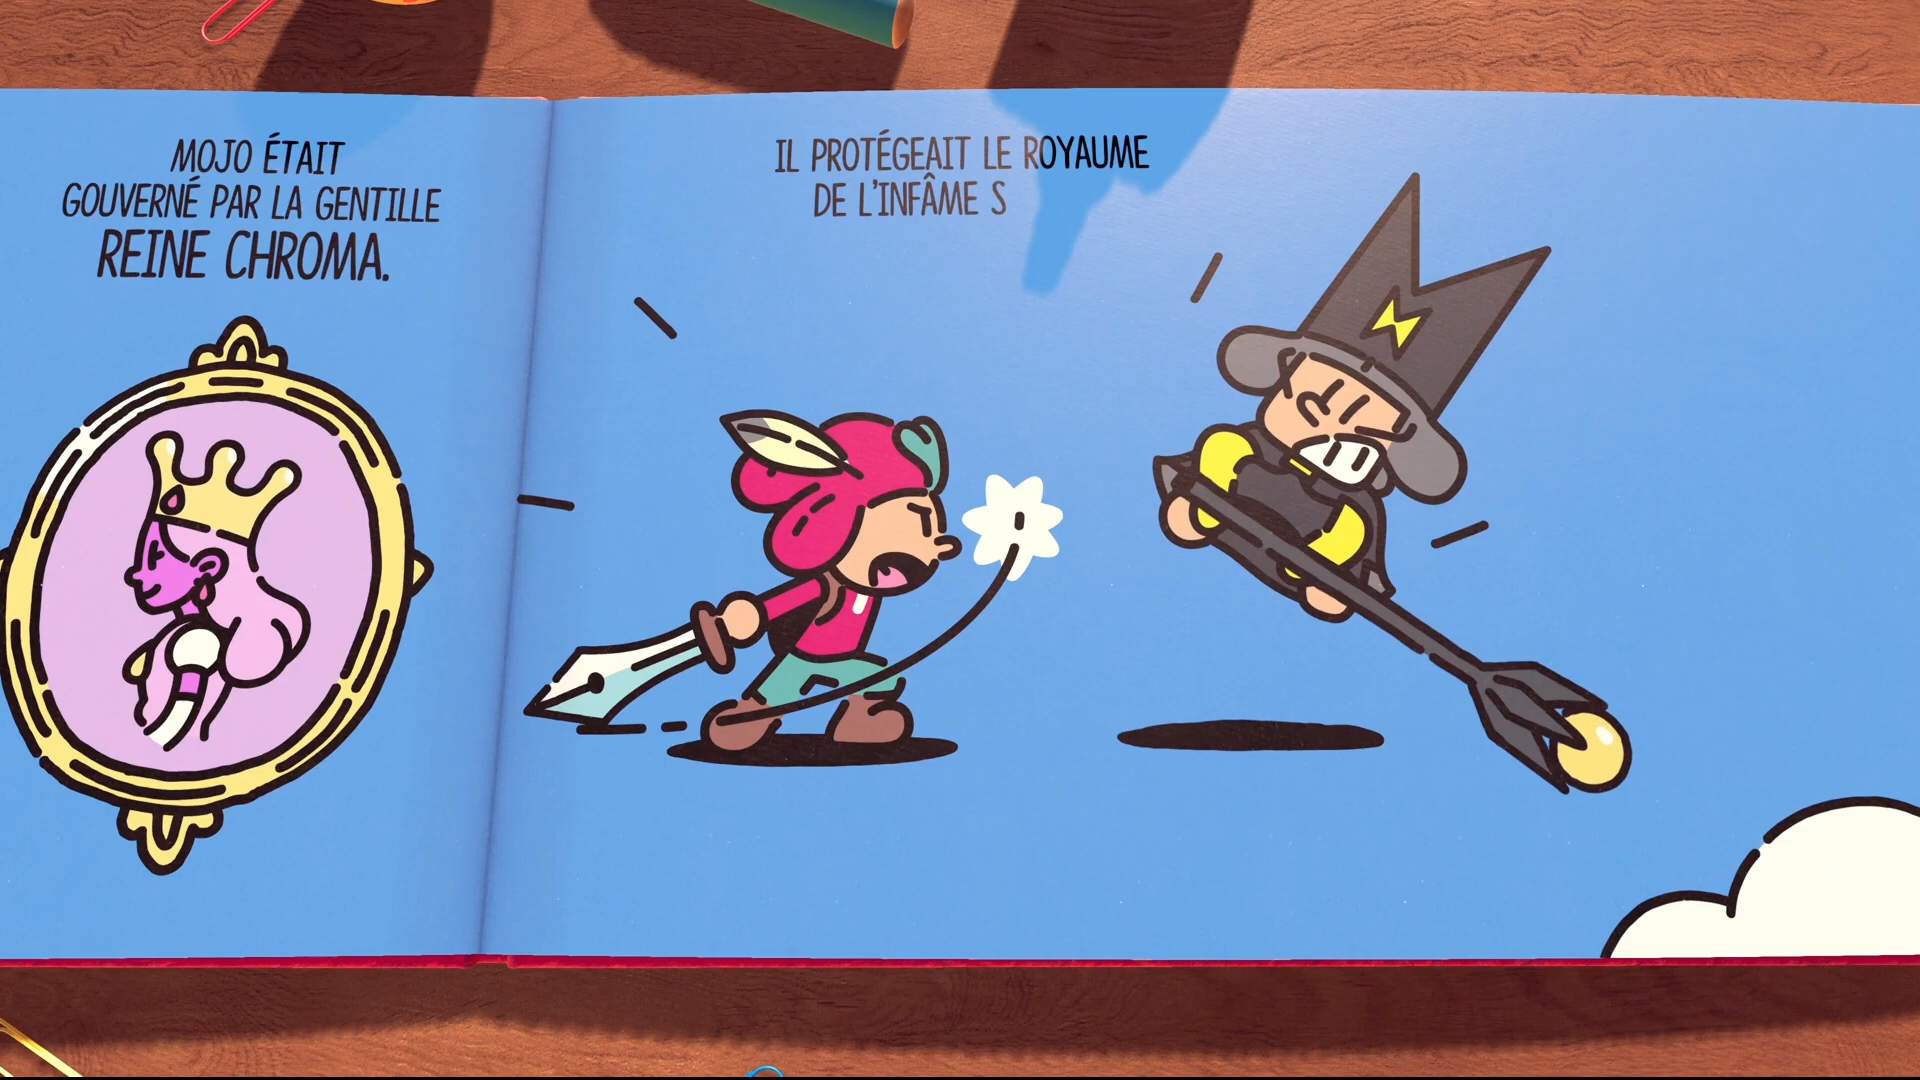 MOJO ÉTAIT
GOUVERNÉ PAR LA GENTILLE
REINE CHROMA.
IL PROTÉGEAIT LE ROYAUME
DE L'INFÂME S